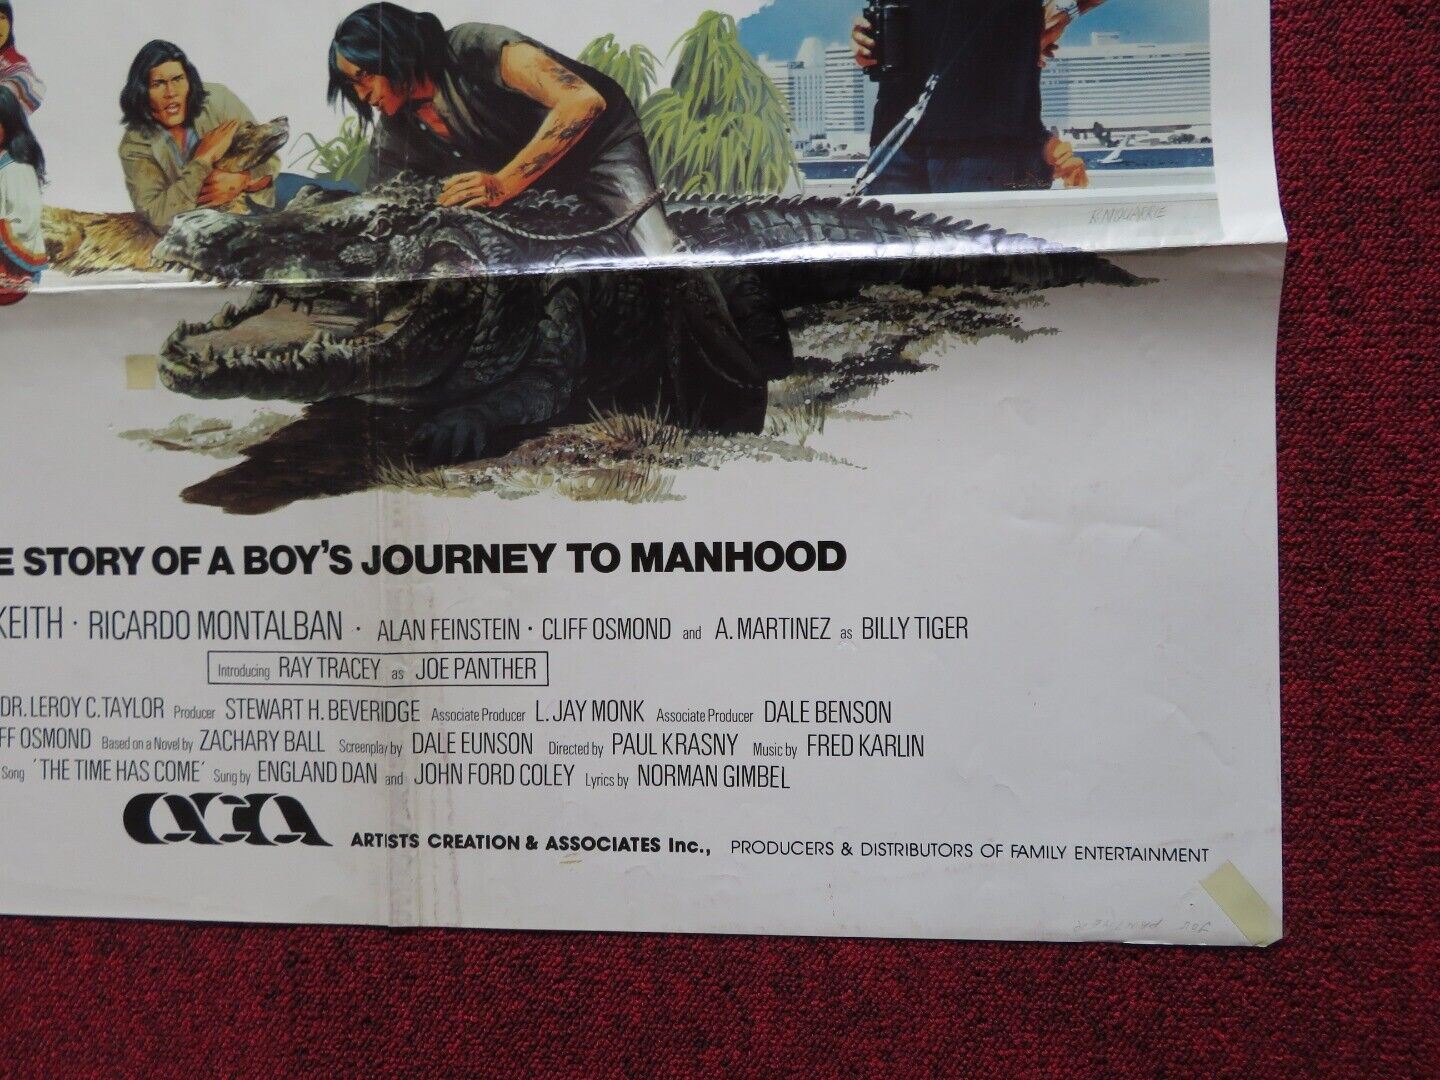 R. McQUARRIE
E STORY OF A BOY'S JOURNEY TO MANHOOD
KEITH · RICARDO MONTALBAN · ALAN FEINSTEIN · CLIFF OSMOND and A. MARTINEZ as BILLY TIGER
Introducing RAY TRACEY as JOE PANTHER
DR. LEROY C. TAYLOR Producer STEWART H. BEVERIDGE Associate Producer L. JAY MONK Associate Producer DALE BENSON
FF OSMOND Based on a Novel by ZACHARY BALL Screenplay by DALE EUNSON Directed by PAUL KRASNY Music by FRED KARLIN
Song 'THE TIME HAS COME' Sung by ENGLAND DAN and JOHN FORD COLEY Lyrics by NORMAN GIMBEL
aca ARTISTS CREATION & ASSOCIATES Inc., PRODUCERS & DISTRIBUTORS OF FAMILY ENTERTAINMENT
JOE PANTHER